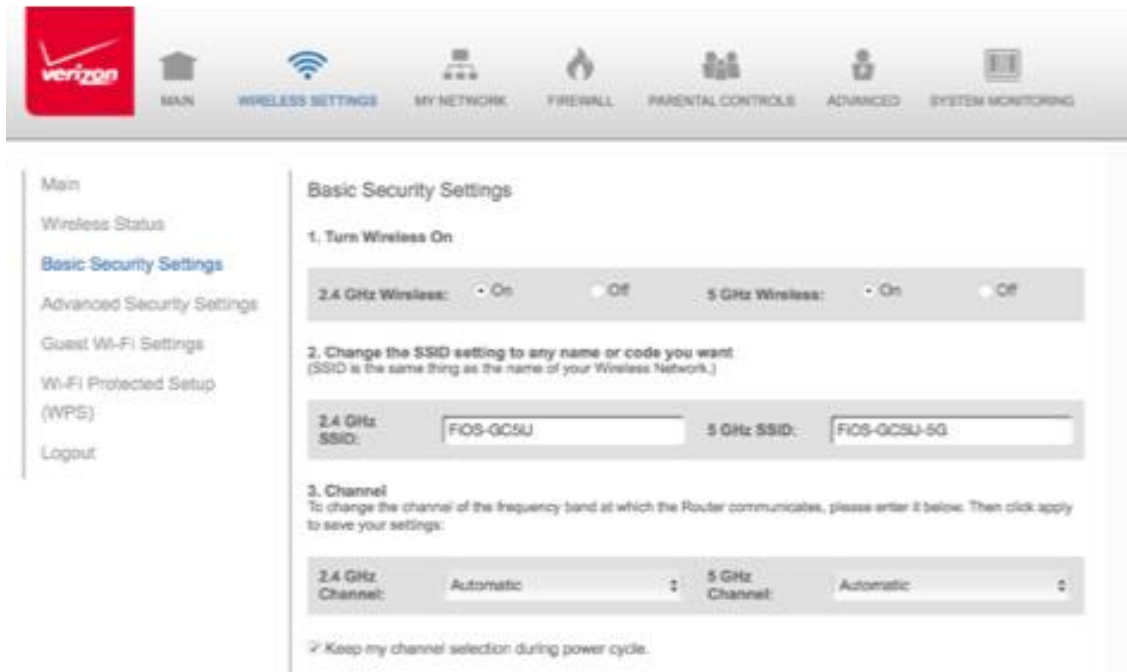 verizon
MAIN
WIRELESS SETTINGS
MY NETWORK
FIREWALL
PARENTAL CONTROLS
ADVANCED
SYSTEM MONITORING
Main
Wireless Status
Basic Security Settings
Advanced Security Settings
Guest Wi-Fi Settings
Wi-Fi Protected Setup
(WPS)
Logout
Basic Security Settings
1. Turn Wireless On
2.4 GHz Wireless: On Off 5 GHz Wireless: On Off
2. Change the SSID setting to any name or code you want
(SSID is the same thing as the name of your Wireless Network.)
2.4 GHz
SSID:
FiOS-GC5U
5 GHz SSID:
FiOS-GC5U-5G
3. Channel
To change the channel of the frequency band at which the Router communicates, please enter it below. Then click apply
to save your settings:
2.4 GHz
Channel:
Automatic
5 GHz
Channel:
Automatic
Keep my channel selection during power cycle.